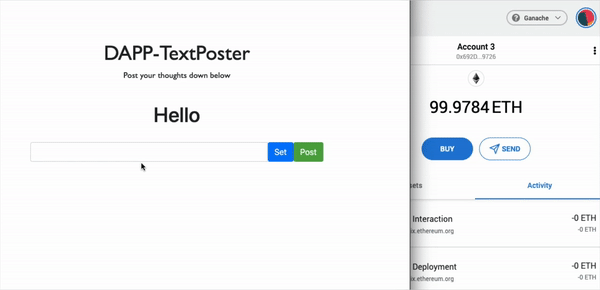 DAPP-TextPoster
Post your thoughts down below
Hello
Set
Post
Ganache
Account 3
0x692D...9726
99.9784 ETH
BUY
SEND
sets
Activity
Interaction
-0 ETH
ix.ethereum.org
-0 ETH
Deployment
-0 ETH
ix.ethereum.org
-0 ETH